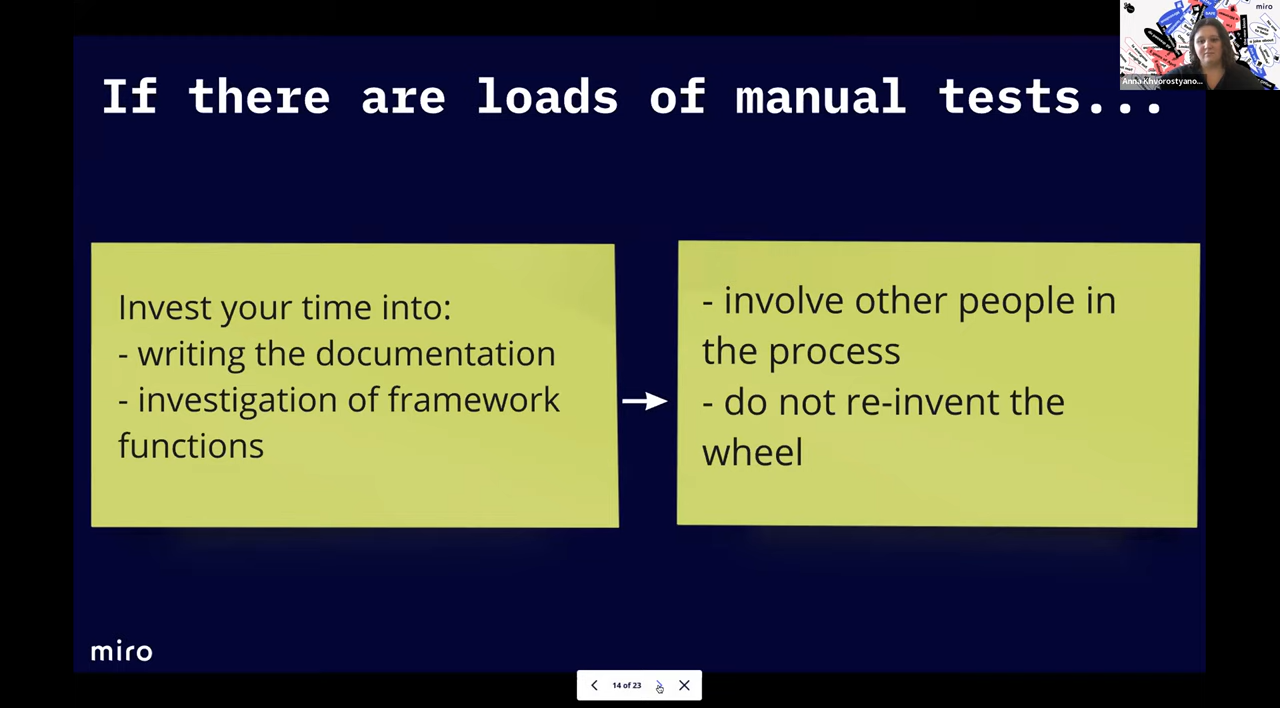 If there are loads of manual tests...
miro
Invest your time into:
- writing the documentation
- investigation of framework
functions
- involve other people in
the process
- do not re-invent the
wheel
miro
14 of 23